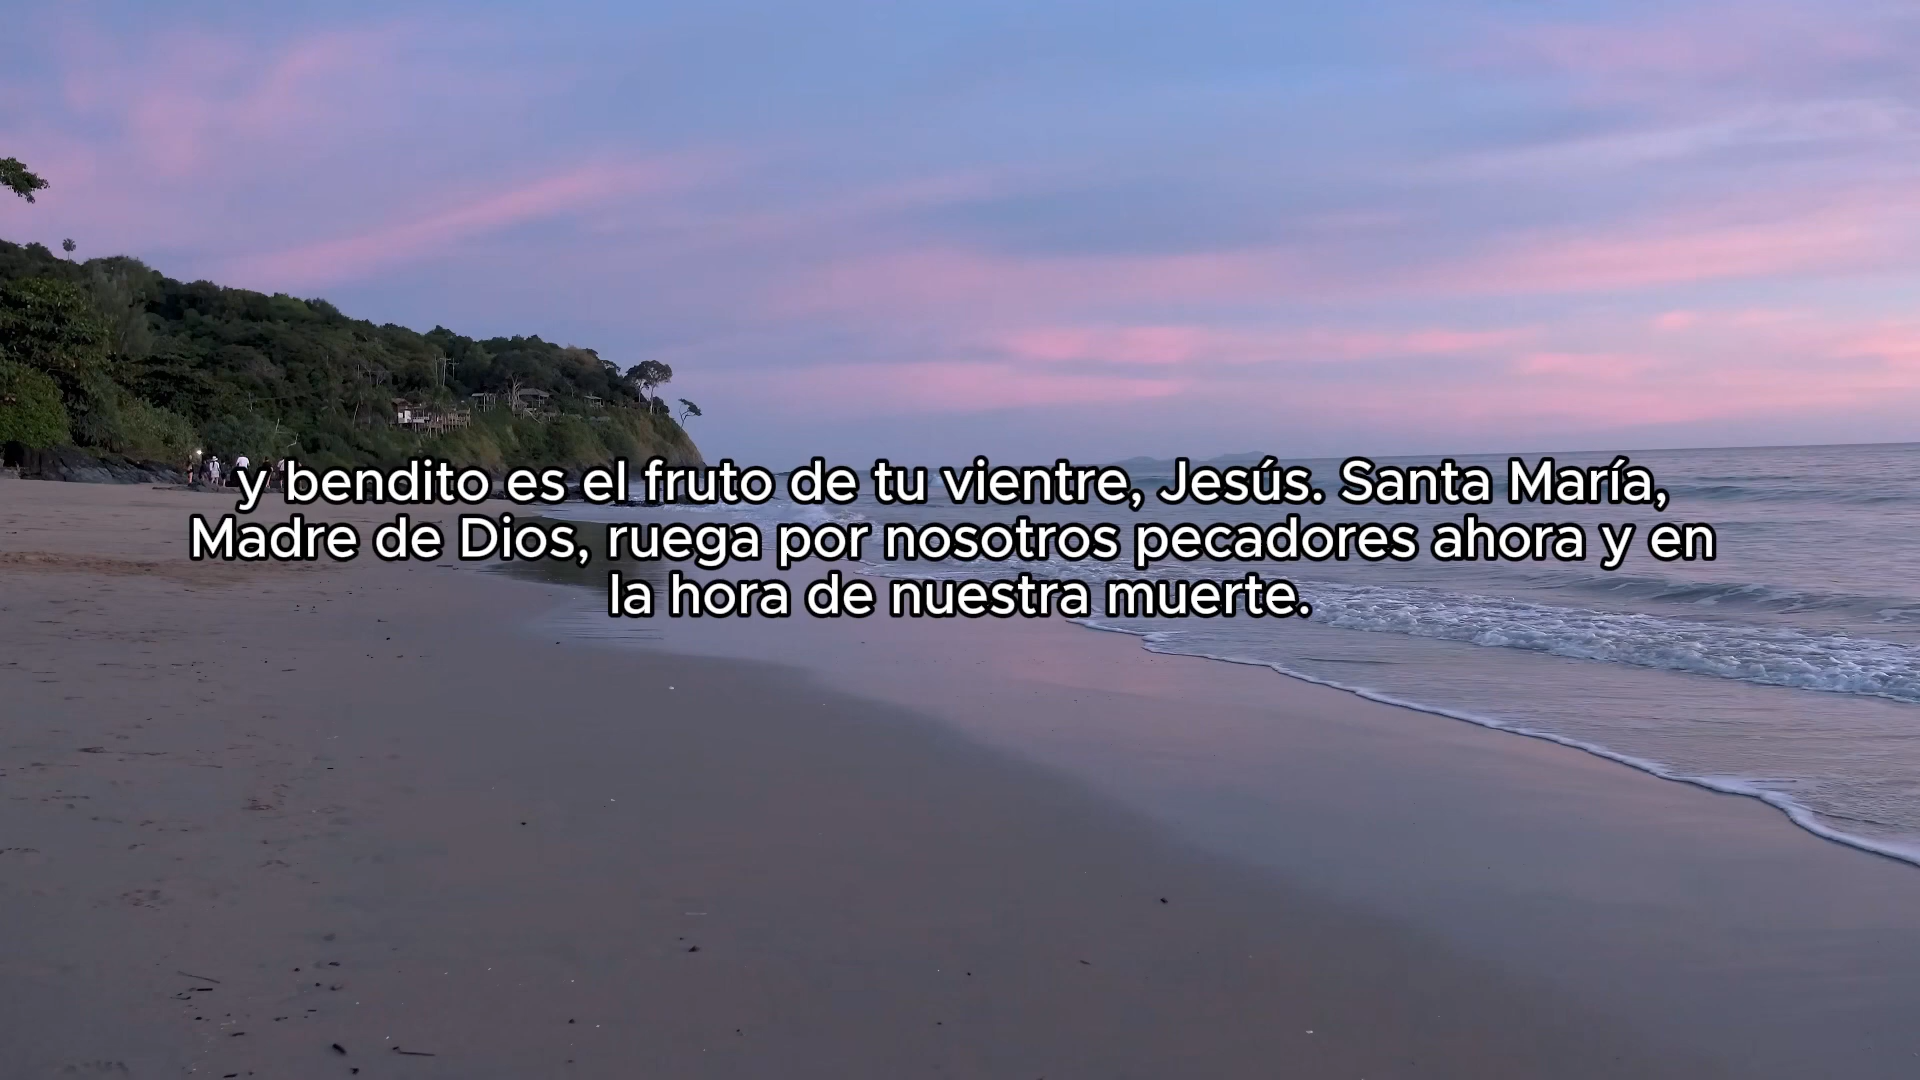 y bendito es el fruto de tu vientre, Jesús. Santa María,
Madre de Dios, ruega por nosotros pecadores ahora y en
la hora de nuestra muerte.